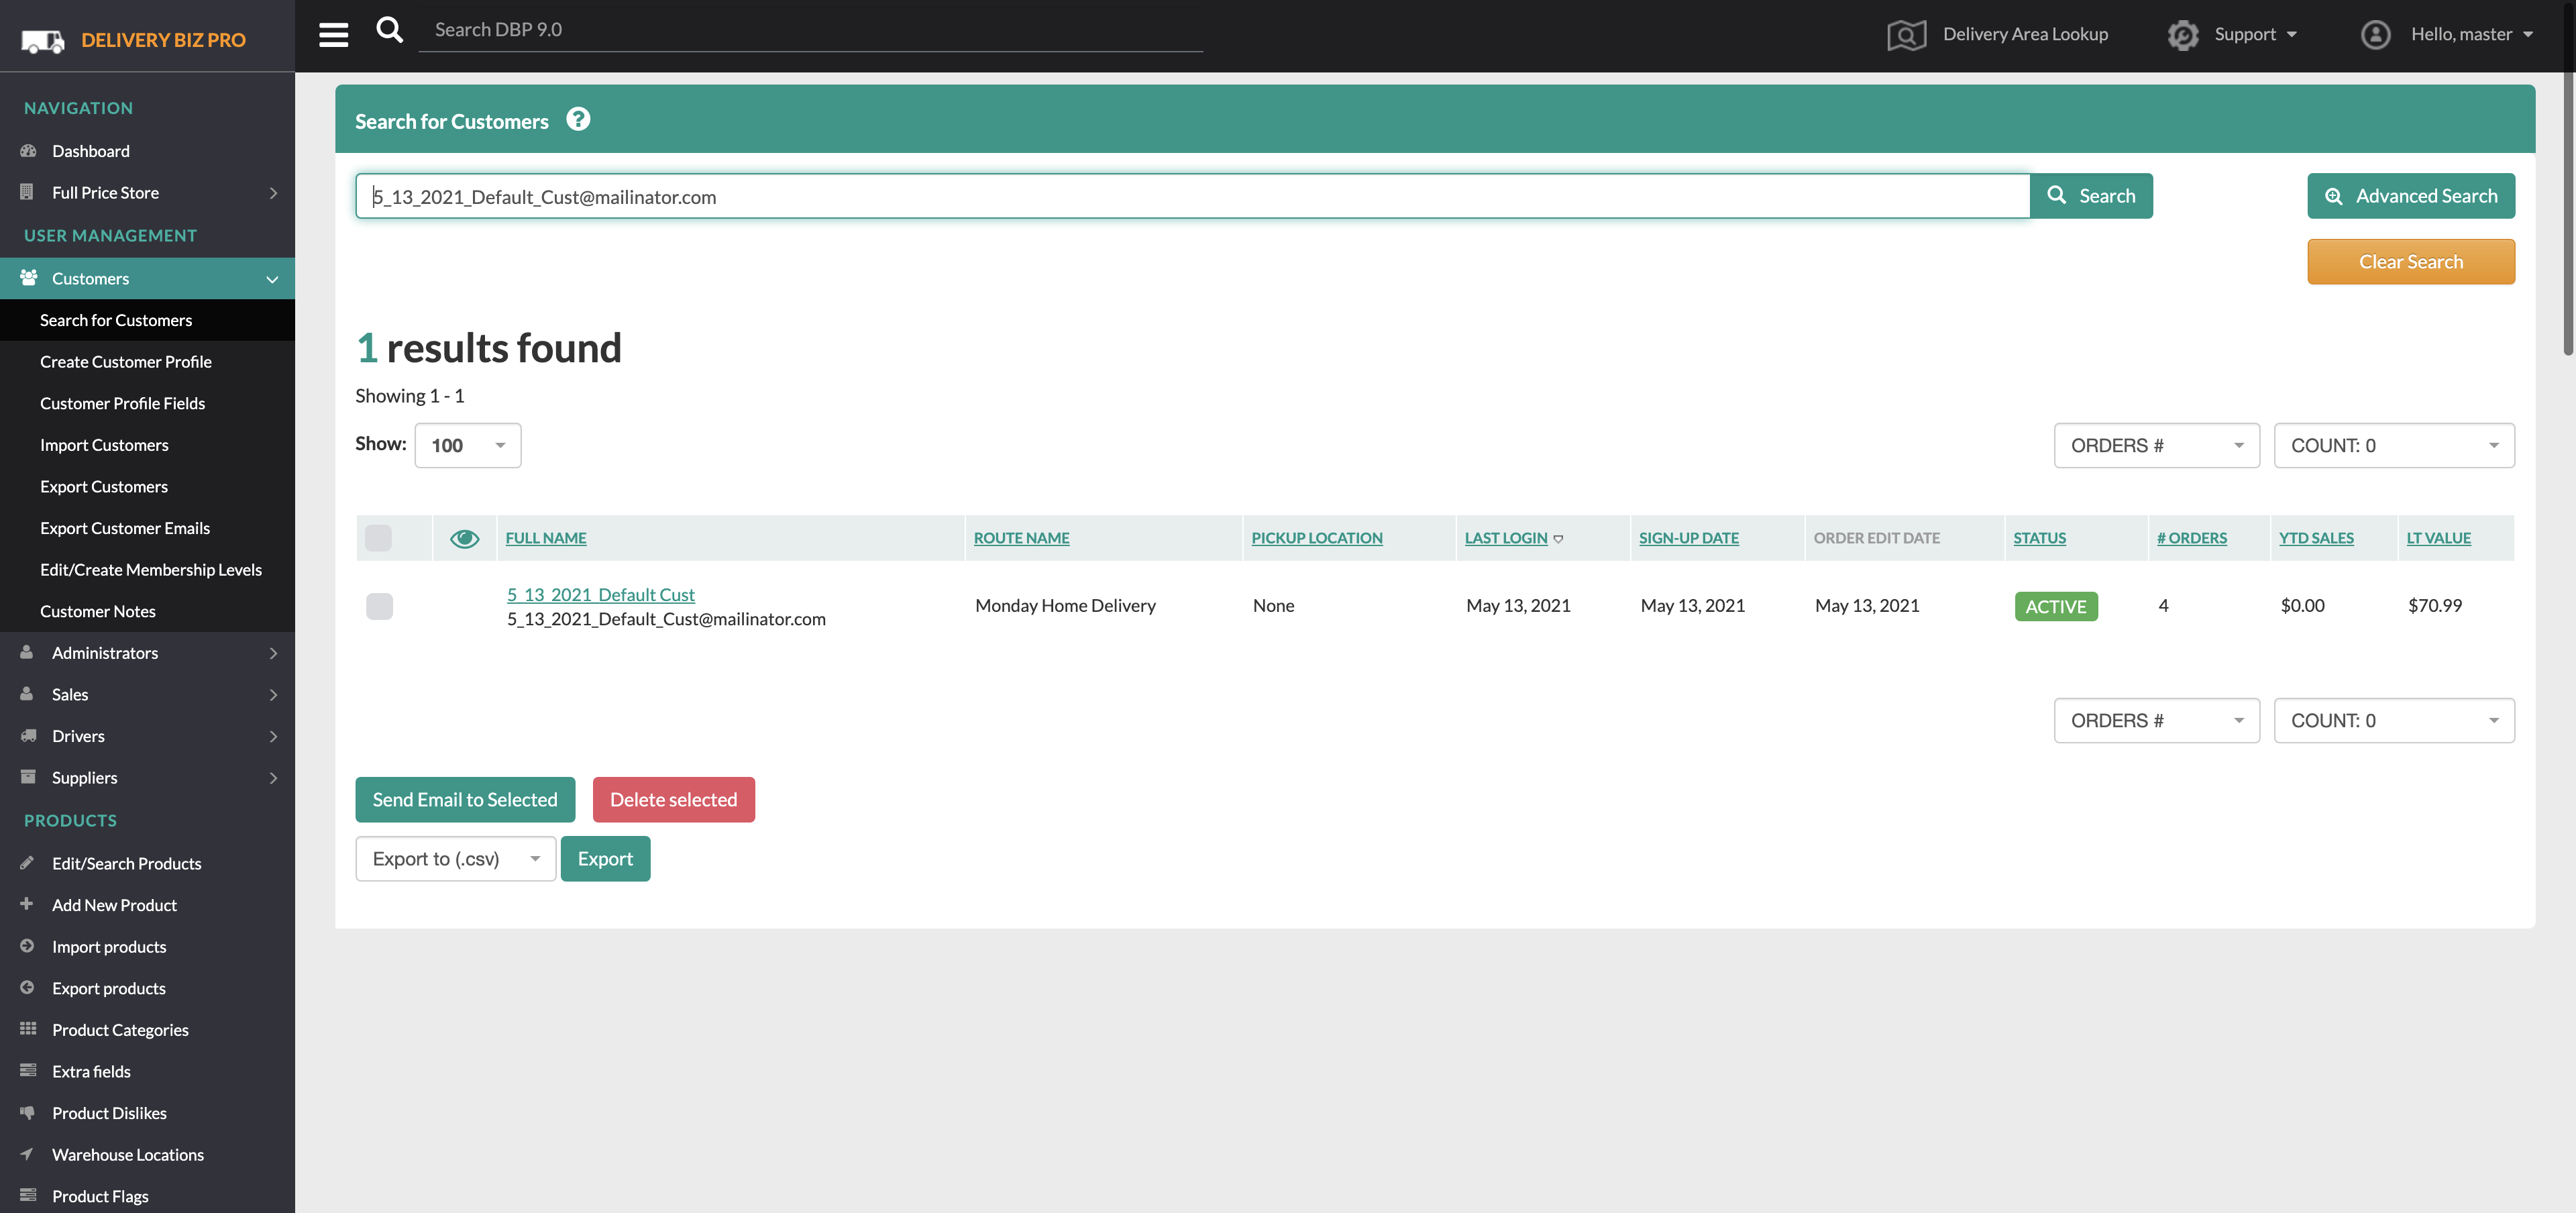 DELIVERY BIZ PRO
Search DBP 9.0
Delivery Area Lookup
Support
Hello, master
NAVIGATION
Dashboard
Full Price Store
USER MANAGEMENT
Customers
Search for Customers
Create Customer Profile
Customer Profile Fields
Import Customers
Export Customers
Export Customer Emails
Edit/Create Membership Levels
Customer Notes
Administrators
Sales
Drivers
Suppliers
PRODUCTS
Edit/Search Products
Add New Product
Import products
Export products
Product Categories
Extra fields
Product Dislikes
Warehouse Locations
Product Flags
Search for Customers ?
5_13_2021_Default_Cust@mailinator.com
Search
Advanced Search
Clear Search
1 results found
Showing 1 - 1
Show: 100
ORDERS # COUNT: 0
FULL NAME ROUTE NAME PICKUP LOCATION LAST LOGIN SIGN-UP DATE ORDER EDIT DATE STATUS # ORDERS YTD SALES LT VALUE
5_13_2021_Default Cust
5_13_2021_Default_Cust@mailinator.com
Monday Home Delivery None May 13, 2021 May 13, 2021 May 13, 2021 ACTIVE 4 $0.00 $70.99
ORDERS # COUNT: 0
Send Email to Selected Delete selected
Export to (.csv) Export